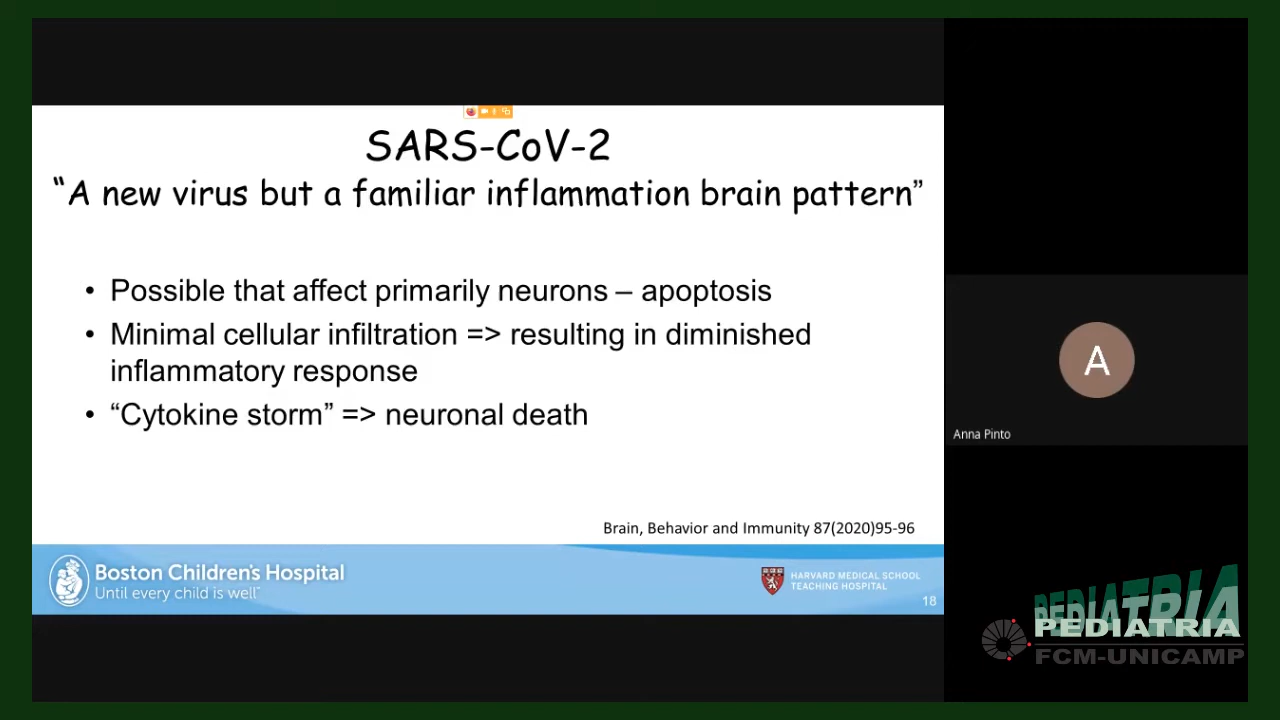 SARS-CoV-2
“A new virus but a familiar inflammation brain pattern”
• Possible that affect primarily neurons – apoptosis
• Minimal cellular infiltration => resulting in diminished
inflammatory response
• “Cytokine storm” => neuronal death
Brain, Behavior and Immunity 87(2020)95-96
Boston Children's Hospital
Until every child is well™
HARVARD MEDICAL SCHOOL
TEACHING HOSPITAL
18
A
Anna Pinto
PEDIATRIA
PEDIATRIA
FCM-UNICAMP